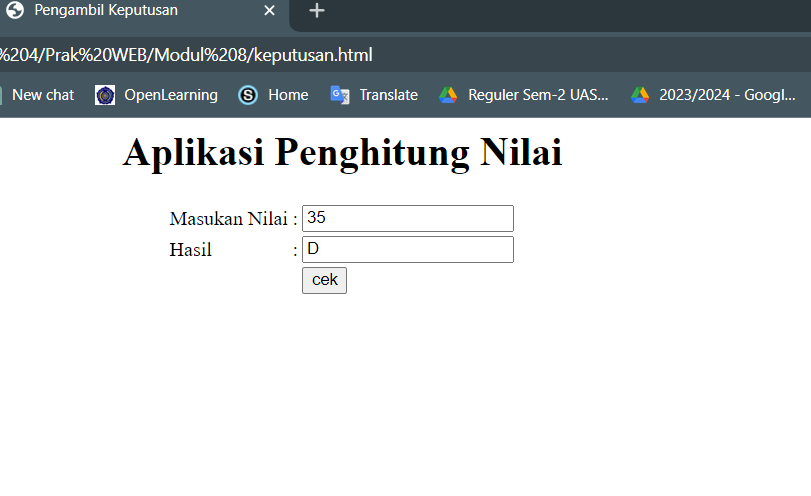 Pengambil Keputusan
%204/Prak%20WEB/Modul%208/keputusan.html
New chat OpenLearning Home Translate Reguler Sem-2 UAS... 2023/2024 - Googl...
Aplikasi Penghitung Nilai
Masukan Nilai : 35
Hasil : D
cek